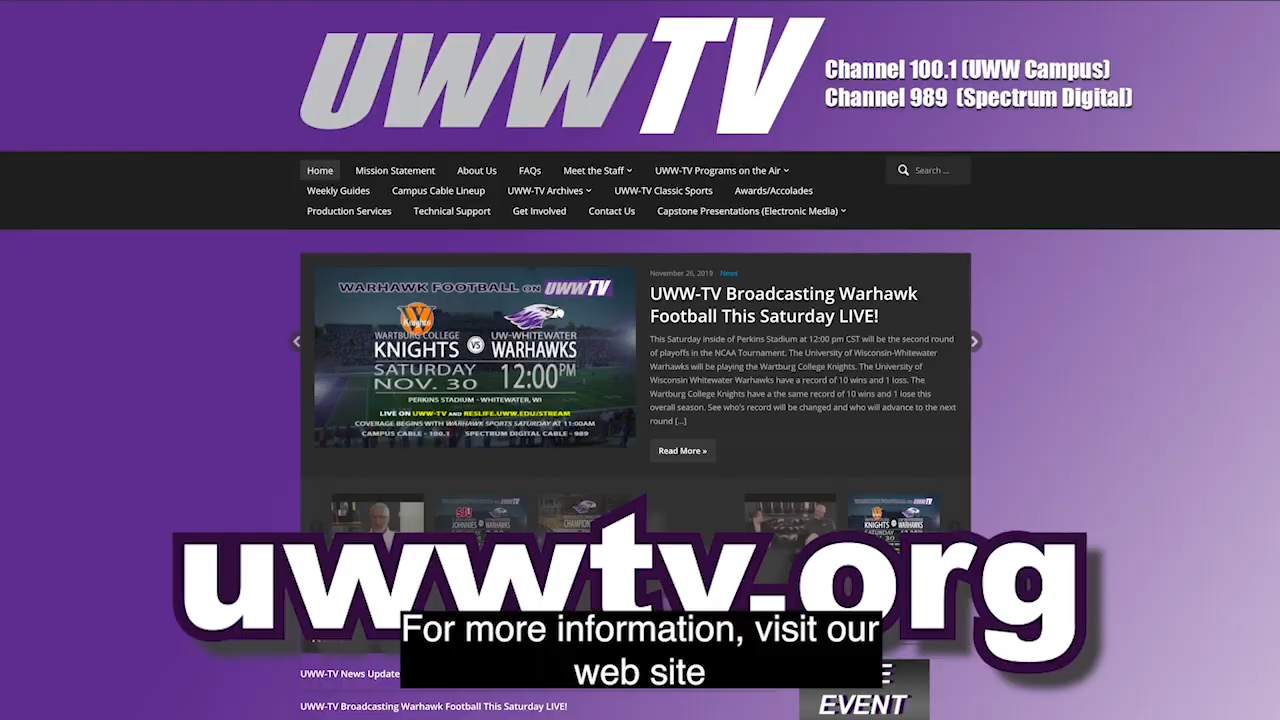 UWWTV
Channel 100.1 (UWW Campus)
Channel 989 (Spectrum Digital)
Home Mission Statement About Us FAQs Meet the Staff UWW-TV Programs on the Air
Search ...
Weekly Guides Campus Cable Lineup UWW-TV Archives UWW-TV Classic Sports Awards/Accolades
Production Services Technical Support Get Involved Contact Us Capstone Presentations (Electronic Media)
WARHAWK FOOTBALL ON UWWTV
Knights
WARTBURG COLLEGE
KNIGHTS
VS
UW-WHITEWATER
WARHAWKS
SATURDAY
NOV. 30
12:00PM
PERKINS STADIUM - WHITEWATER, WI
LIVE ON UWW-TV AND RESLIFE.UWW.EDU/STREAM
COVERAGE BEGINS WITH WARHAWK SPORTS SATURDAY AT 11:00AM
CAMPUS CABLE - 100.1 SPECTRUM DIGITAL CABLE - 989
November 26, 2019 News
UWW-TV Broadcasting Warhawk
Football This Saturday LIVE!
This Saturday inside of Perkins Stadium at 12:00 pm CST will be the second round
of playoffs in the NCAA Tournament. The University of Wisconsin-Whitewater
Warhawks will be playing the Wartburg College Knights. The University of
Wisconsin Whitewater Warhawks have a record of 10 wins and 1 loss. The
Wartburg College Knights have a the same record of 10 wins and 1 lose this
overall season. See who's record will be changed and who will advance to the next
round [...]
Read More »
JOHNNIES
CHAMPION
KNIGHTS WARHAWKS
uwwtv.org
For more information, visit our
web site
UWW-TV News Update
EVENT
UWW-TV Broadcasting Warhawk Football This Saturday LIVE!